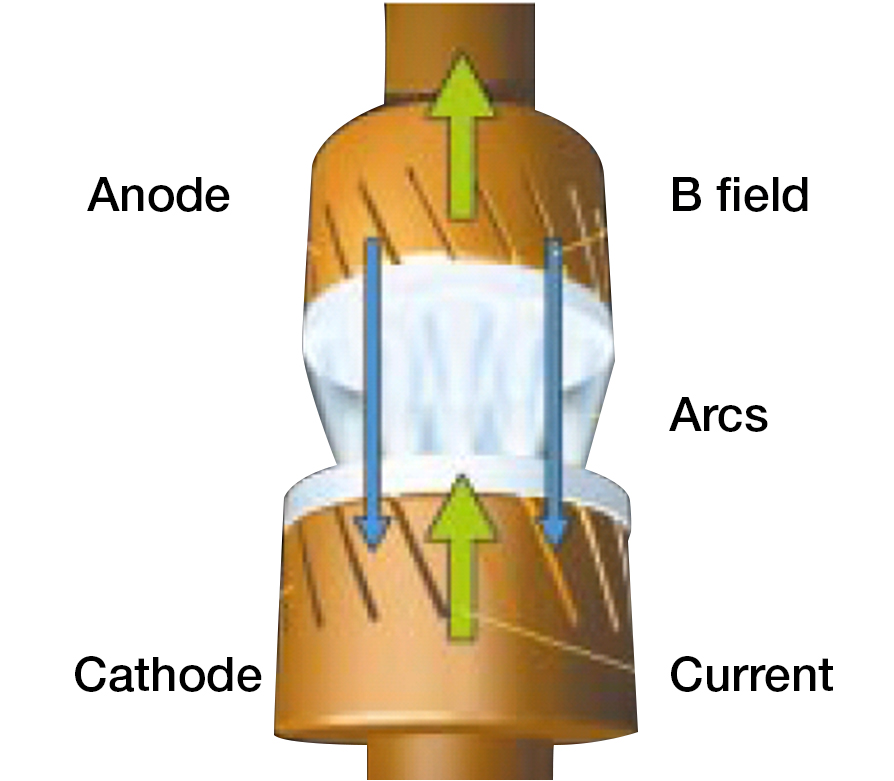 Anode
B field
Arcs
Cathode
Current